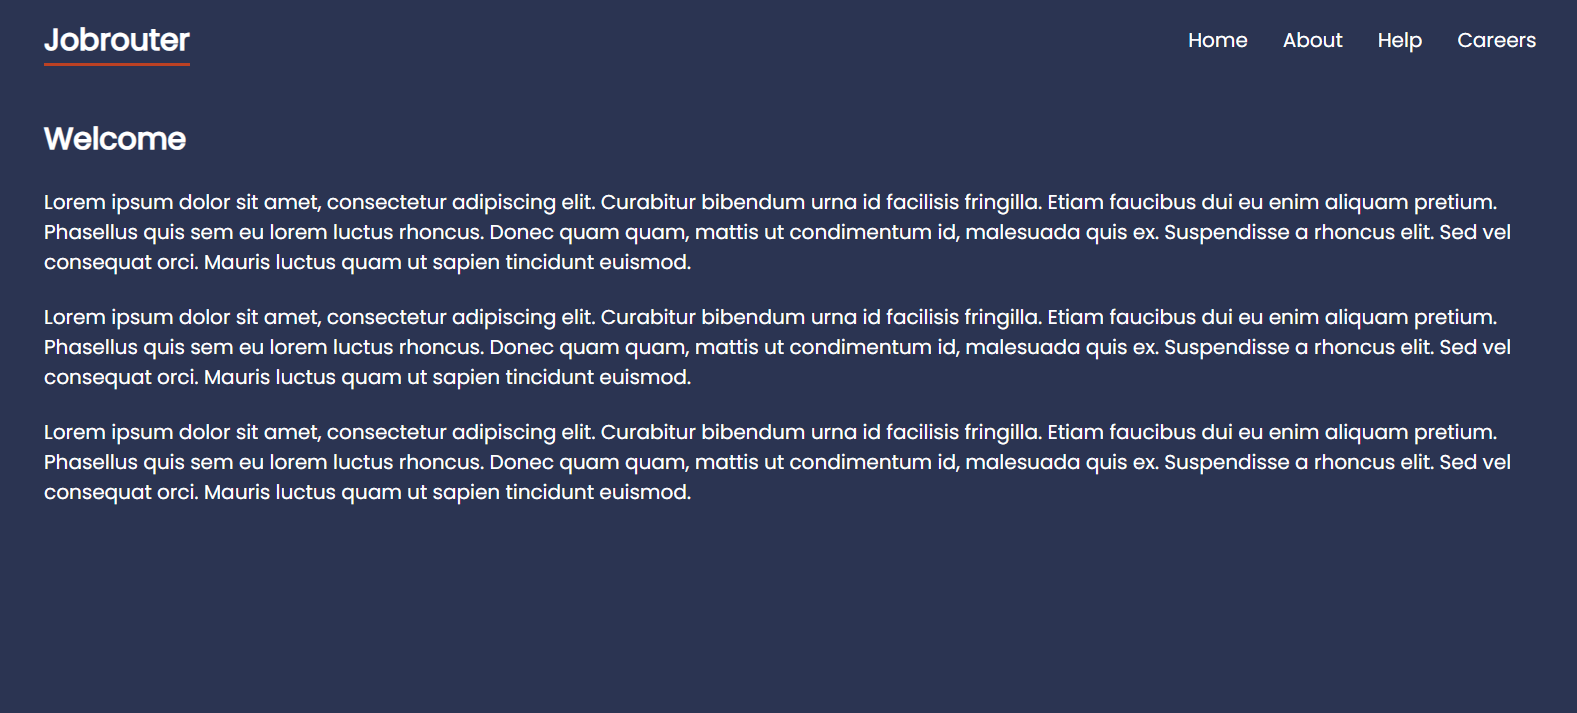 Jobrouter
Home About Help Careers
Welcome
Lorem ipsum dolor sit amet, consectetur adipiscing elit. Curabitur bibendum urna id facilisis fringilla. Etiam faucibus dui eu enim aliquam pretium.
Phasellus quis sem eu lorem luctus rhoncus. Donec quam quam, mattis ut condimentum id, malesuada quis ex. Suspendisse a rhoncus elit. Sed vel
consequat orci. Mauris luctus quam ut sapien tincidunt euismod.
Lorem ipsum dolor sit amet, consectetur adipiscing elit. Curabitur bibendum urna id facilisis fringilla. Etiam faucibus dui eu enim aliquam pretium.
Phasellus quis sem eu lorem luctus rhoncus. Donec quam quam, mattis ut condimentum id, malesuada quis ex. Suspendisse a rhoncus elit. Sed vel
consequat orci. Mauris luctus quam ut sapien tincidunt euismod.
Lorem ipsum dolor sit amet, consectetur adipiscing elit. Curabitur bibendum urna id facilisis fringilla. Etiam faucibus dui eu enim aliquam pretium.
Phasellus quis sem eu lorem luctus rhoncus. Donec quam quam, mattis ut condimentum id, malesuada quis ex. Suspendisse a rhoncus elit. Sed vel
consequat orci. Mauris luctus quam ut sapien tincidunt euismod.